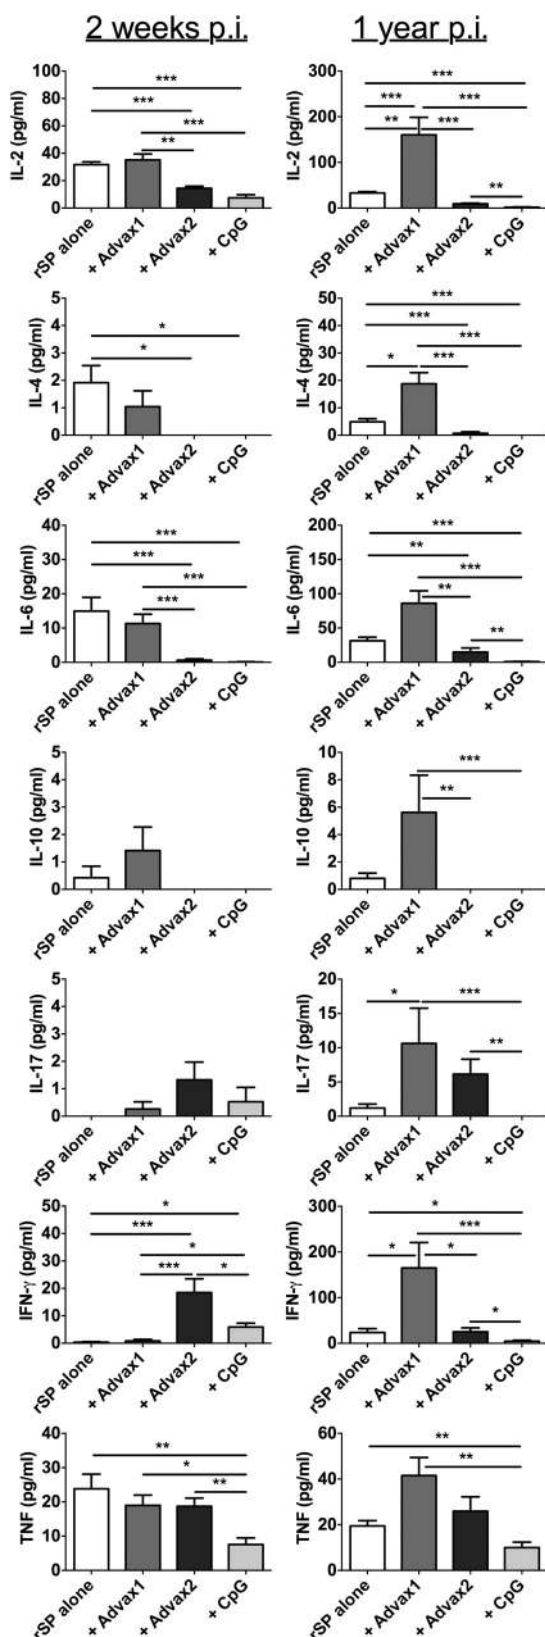 2 weeks p.i. 1 year p.i.
IL-2 (pg/ml) 100 80 60 40 20 0 *** *** *** **
rSP alone + Advax1 + Advax2 + CpG
IL-2 (pg/ml) 300 200 100 0 *** *** *** ** *** **
rSP alone + Advax1 + Advax2 + CpG
IL-4 (pg/ml) 5 4 3 2 1 0 * *
rSP alone + Advax1 + Advax2 + CpG
IL-4 (pg/ml) 50 40 30 20 10 0 *** *** *** * ***
rSP alone + Advax1 + Advax2 + CpG
IL-6 (pg/ml) 40 30 20 10 0 *** *** *** ***
rSP alone + Advax1 + Advax2 + CpG
IL-6 (pg/ml) 200 150 100 50 0 *** ** *** ** **
rSP alone + Advax1 + Advax2 + CpG
IL-10 (pg/ml) 5 4 3 2 1 0
rSP alone + Advax1 + Advax2 + CpG
IL-10 (pg/ml) 10 8 6 4 2 0 *** **
rSP alone + Advax1 + Advax2 + CpG
IL-17 (pg/ml) 5 4 3 2 1 0
rSP alone + Advax1 + Advax2 + CpG
IL-17 (pg/ml) 20 15 10 5 0 * *** **
rSP alone + Advax1 + Advax2 + CpG
IFN-γ (pg/ml) 50 40 30 20 10 0 * *** * *** *
rSP alone + Advax1 + Advax2 + CpG
IFN-γ (pg/ml) 300 200 100 0 * *** * * *
rSP alone + Advax1 + Advax2 + CpG
TNF (pg/ml) 40 30 20 10 0 ** * **
rSP alone + Advax1 + Advax2 + CpG
TNF (pg/ml) 60 40 20 0 ** **
rSP alone + Advax1 + Advax2 + CpG